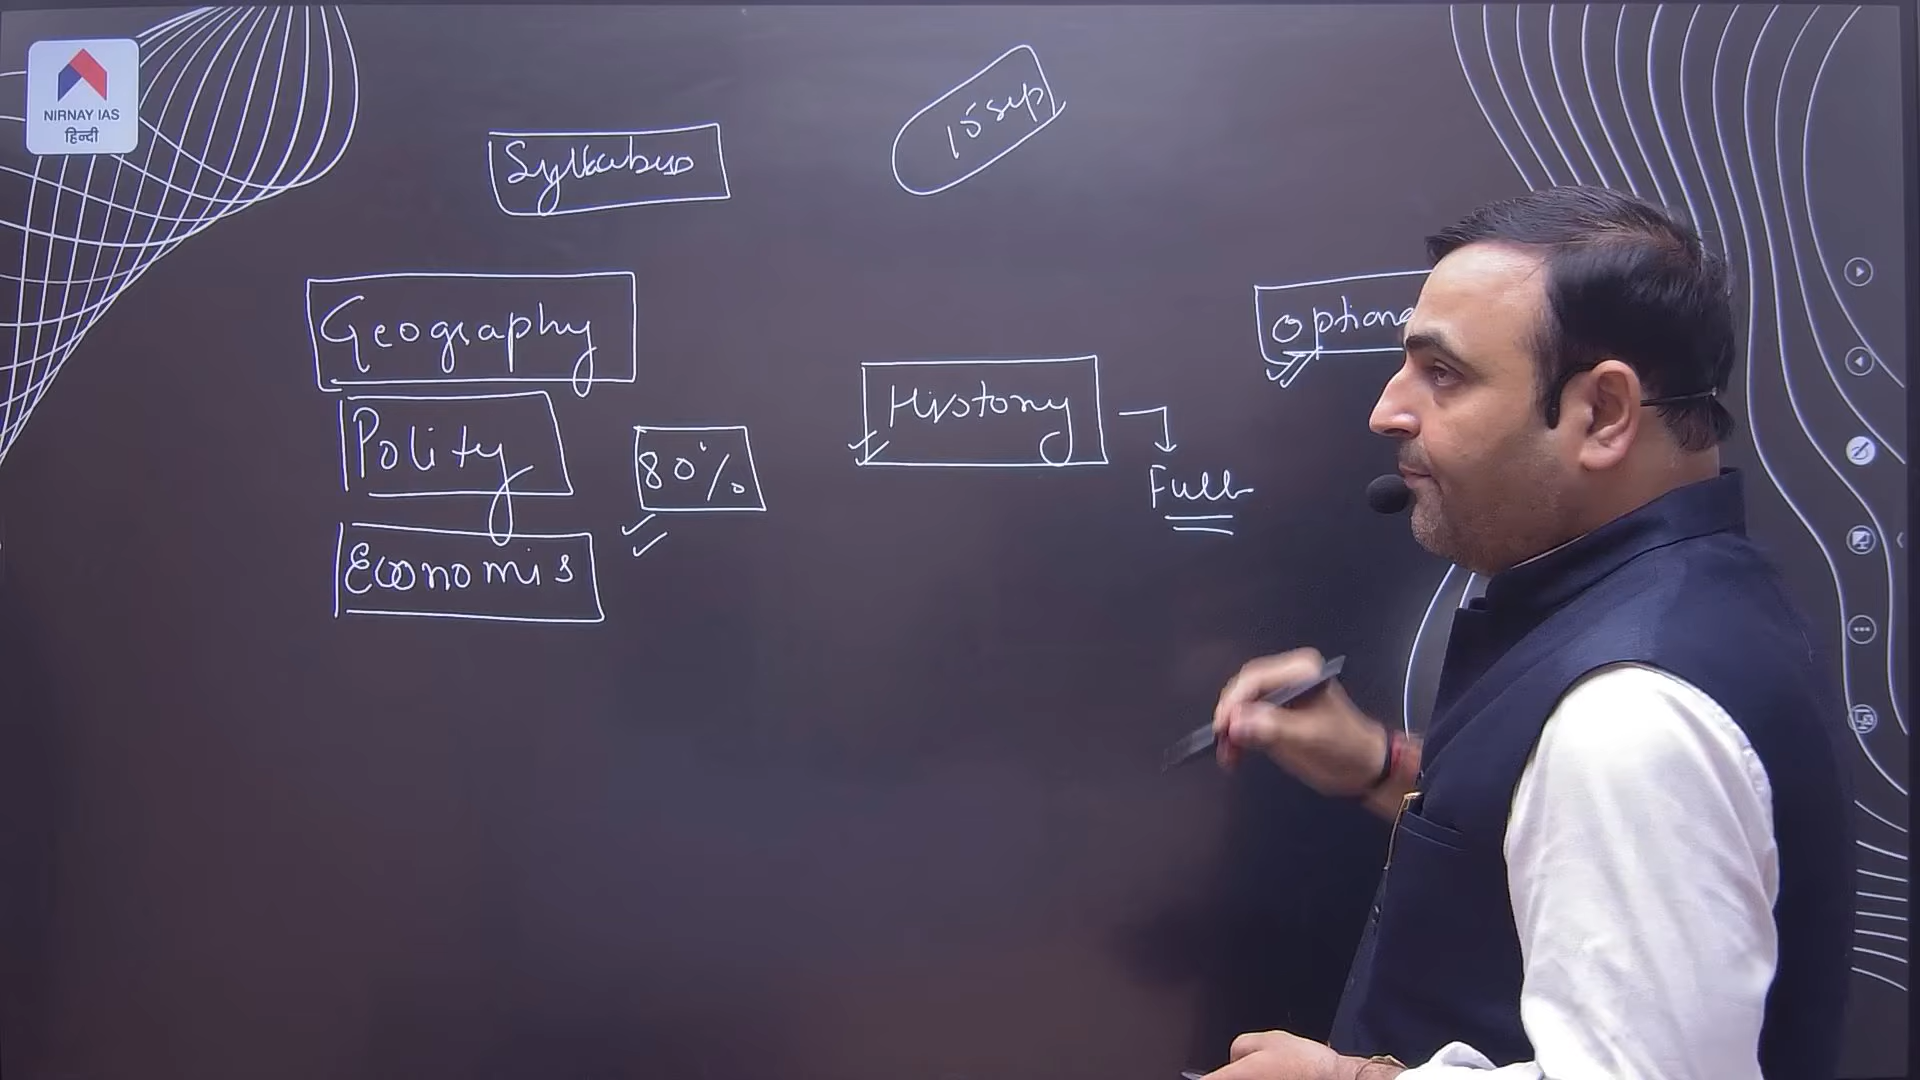 NIRNAY IAS
हिन्दी
15 sep
Syllabus
Geography
Polity
80%
Economis
History
Full
Optiona